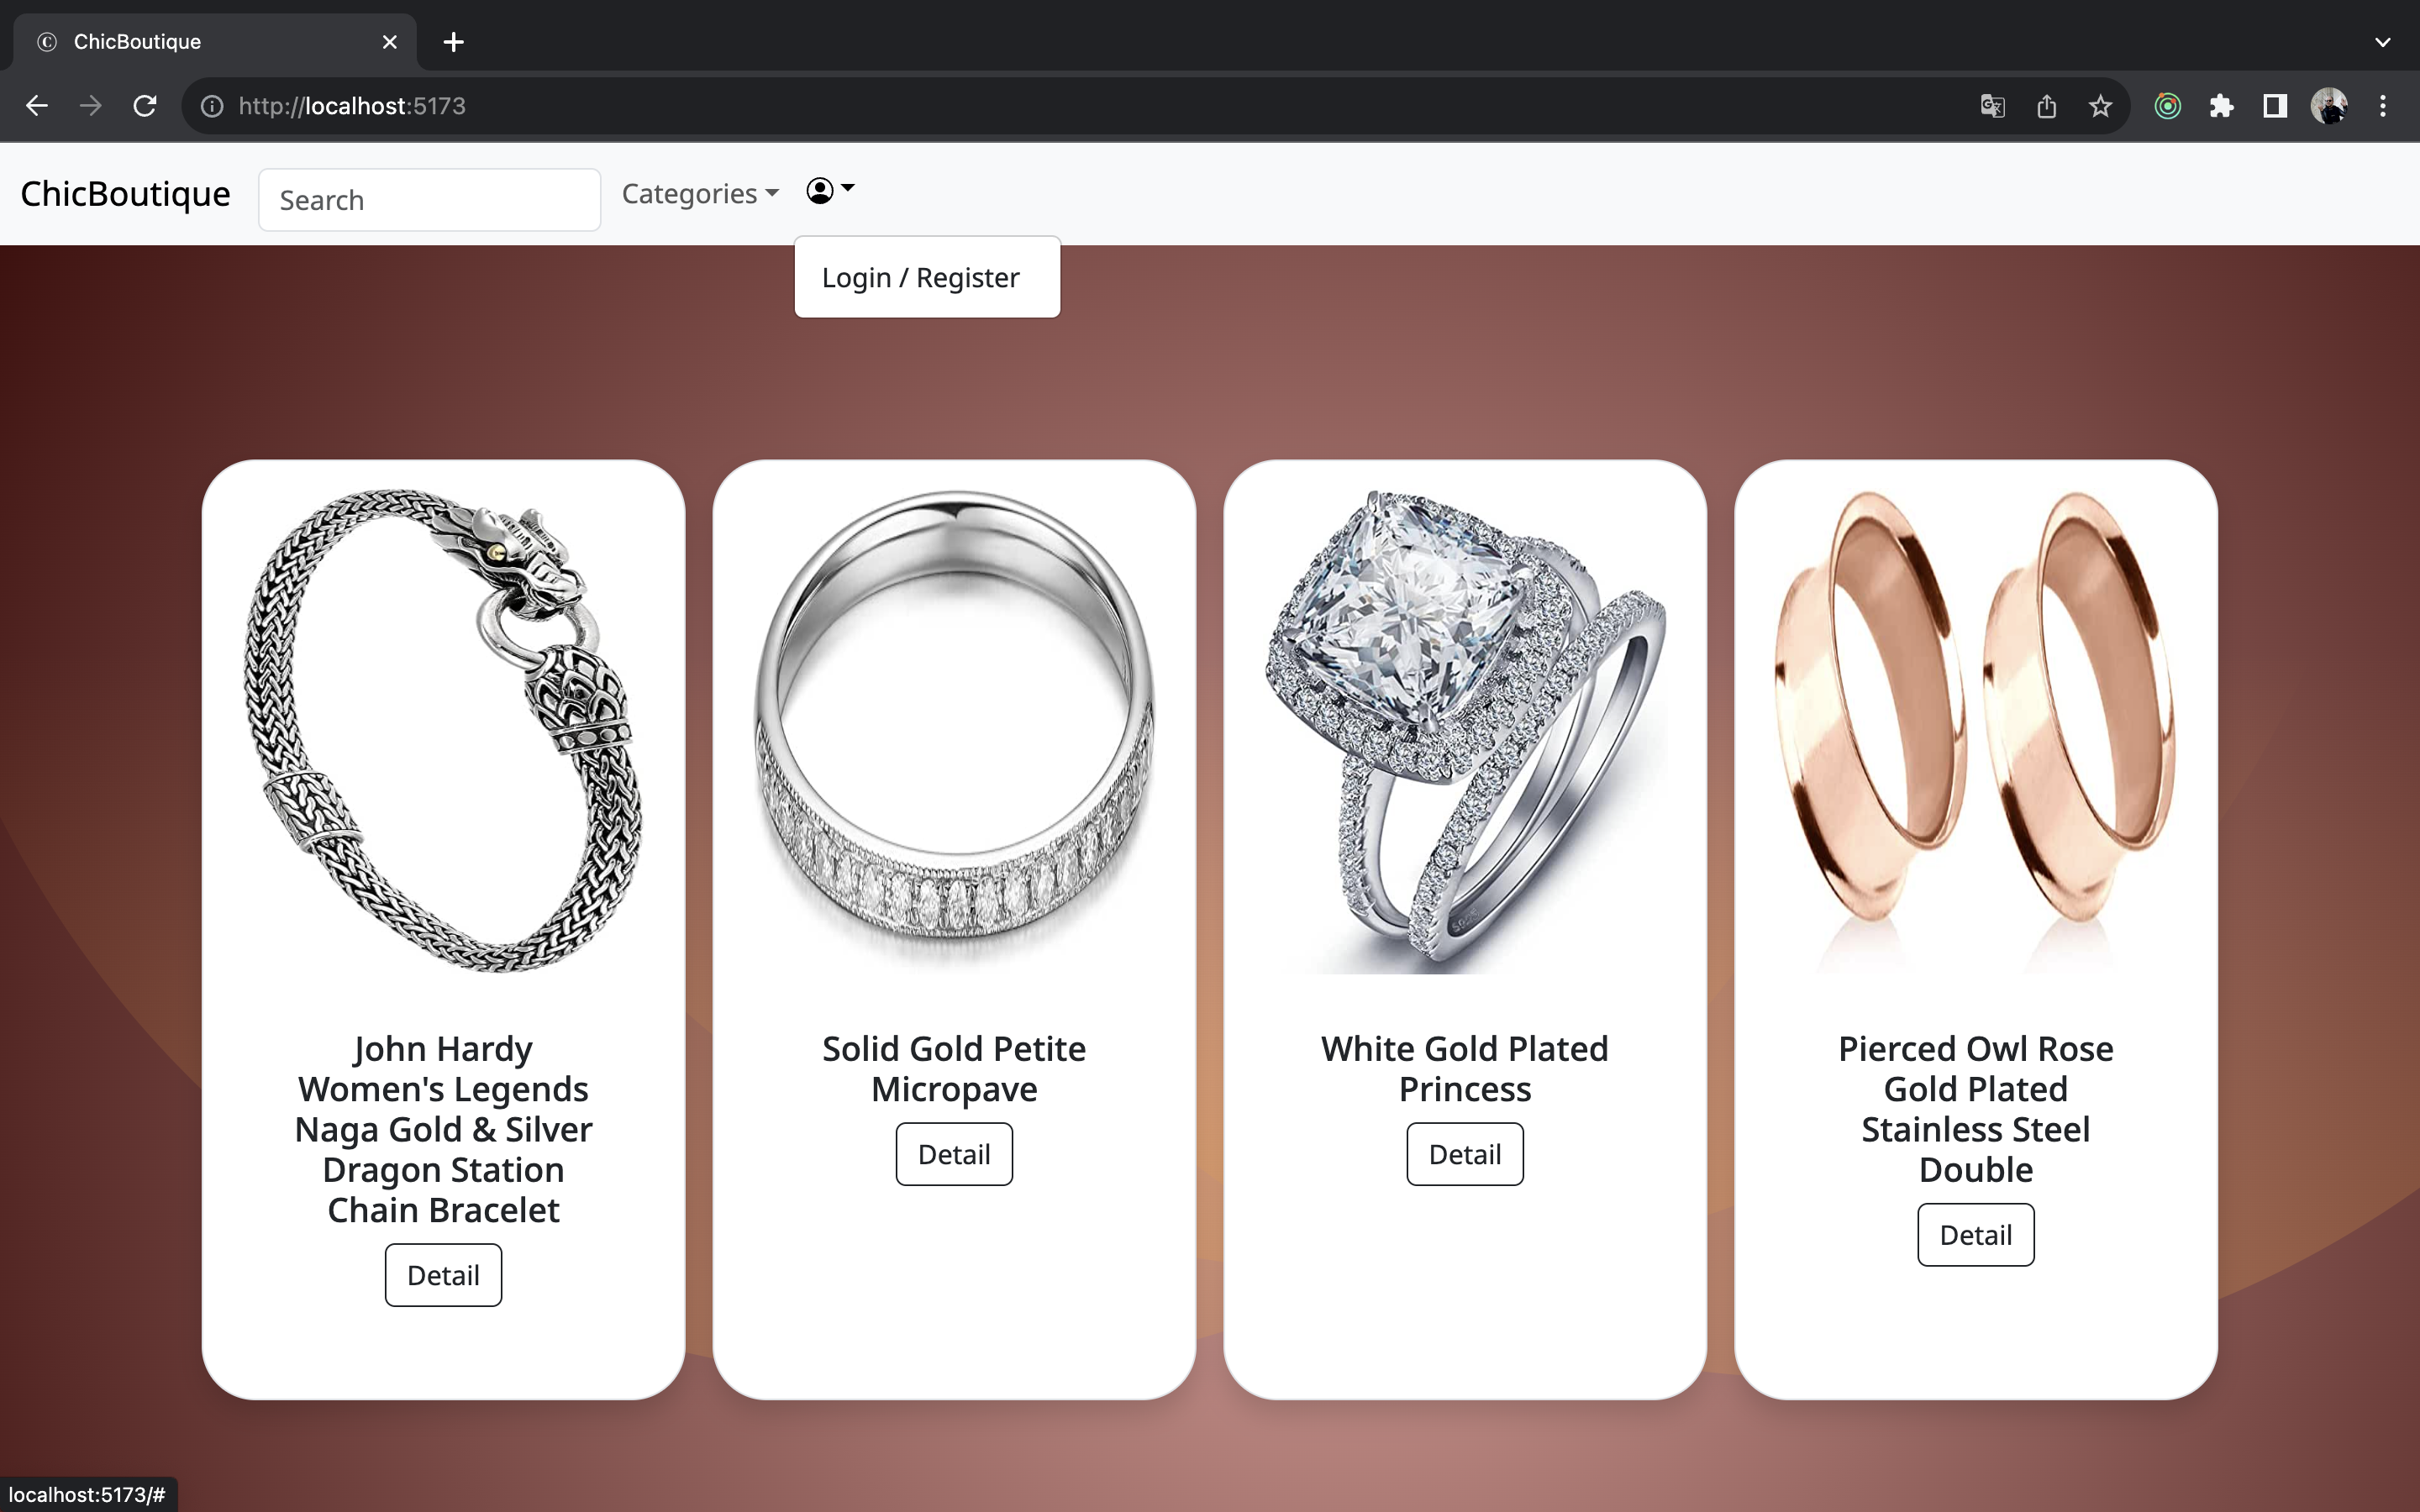 ChicBoutique
http://localhost:5173
ChicBoutique
Search
Categories
Login / Register
John Hardy
Women's Legends
Naga Gold & Silver
Dragon Station
Chain Bracelet
Detail
Solid Gold Petite
Micropave
Detail
White Gold Plated
Princess
Detail
Pierced Owl Rose
Gold Plated
Stainless Steel
Double
Detail
localhost:5173/#